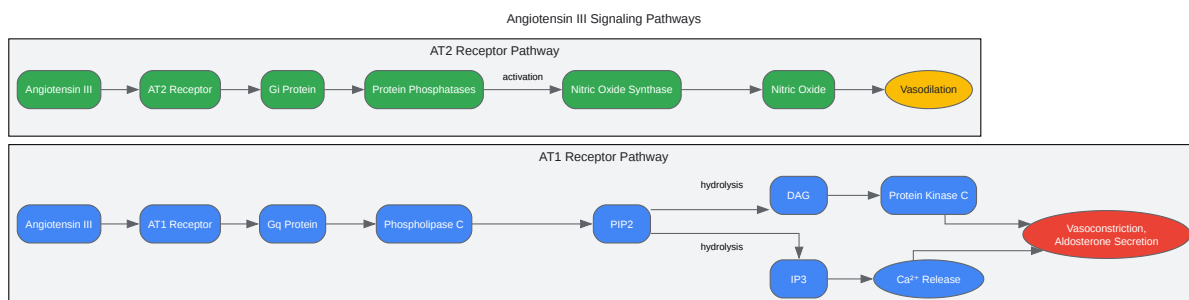 Angiotensin III Signaling Pathways
AT2 Receptor Pathway
Angiotensin III
AT2 Receptor
Gi Protein
Protein Phosphatases
activation
Nitric Oxide Synthase
Nitric Oxide
Vasodilation
AT1 Receptor Pathway
Angiotensin III
AT1 Receptor
Gq Protein
Phospholipase C
PIP2
hydrolysis
DAG
Protein Kinase C
hydrolysis
IP3
Ca²⁺ Release
Vasoconstriction,
Aldosterone Secretion